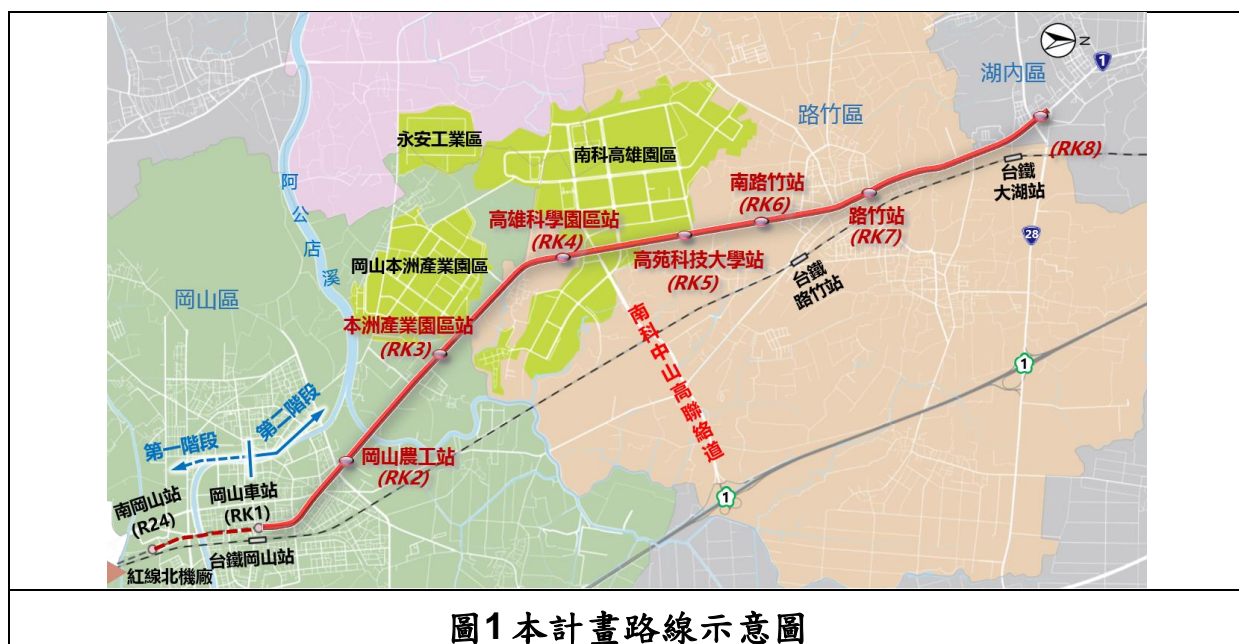 N
1
湖內區
路竹區
(RK8)
永安工業區
南科高雄園區
台鐵
大湖站
阿公店溪
南路竹站
(RK6)
路竹站
(RK7)
高雄科學園區站
(RK4)
28
高苑科技大學站
(RK5)
台鐵
路竹站
岡山本洲產業園區
岡山區
本洲產業園區站
(RK3)
南科中山高聯絡道
1
第二階段
第一階段
岡山農工站
(RK2)
1
南岡山站
(R24)
岡山車站
(RK1)
台鐵岡山站
紅線北機廠
圖1 本計畫路線示意圖